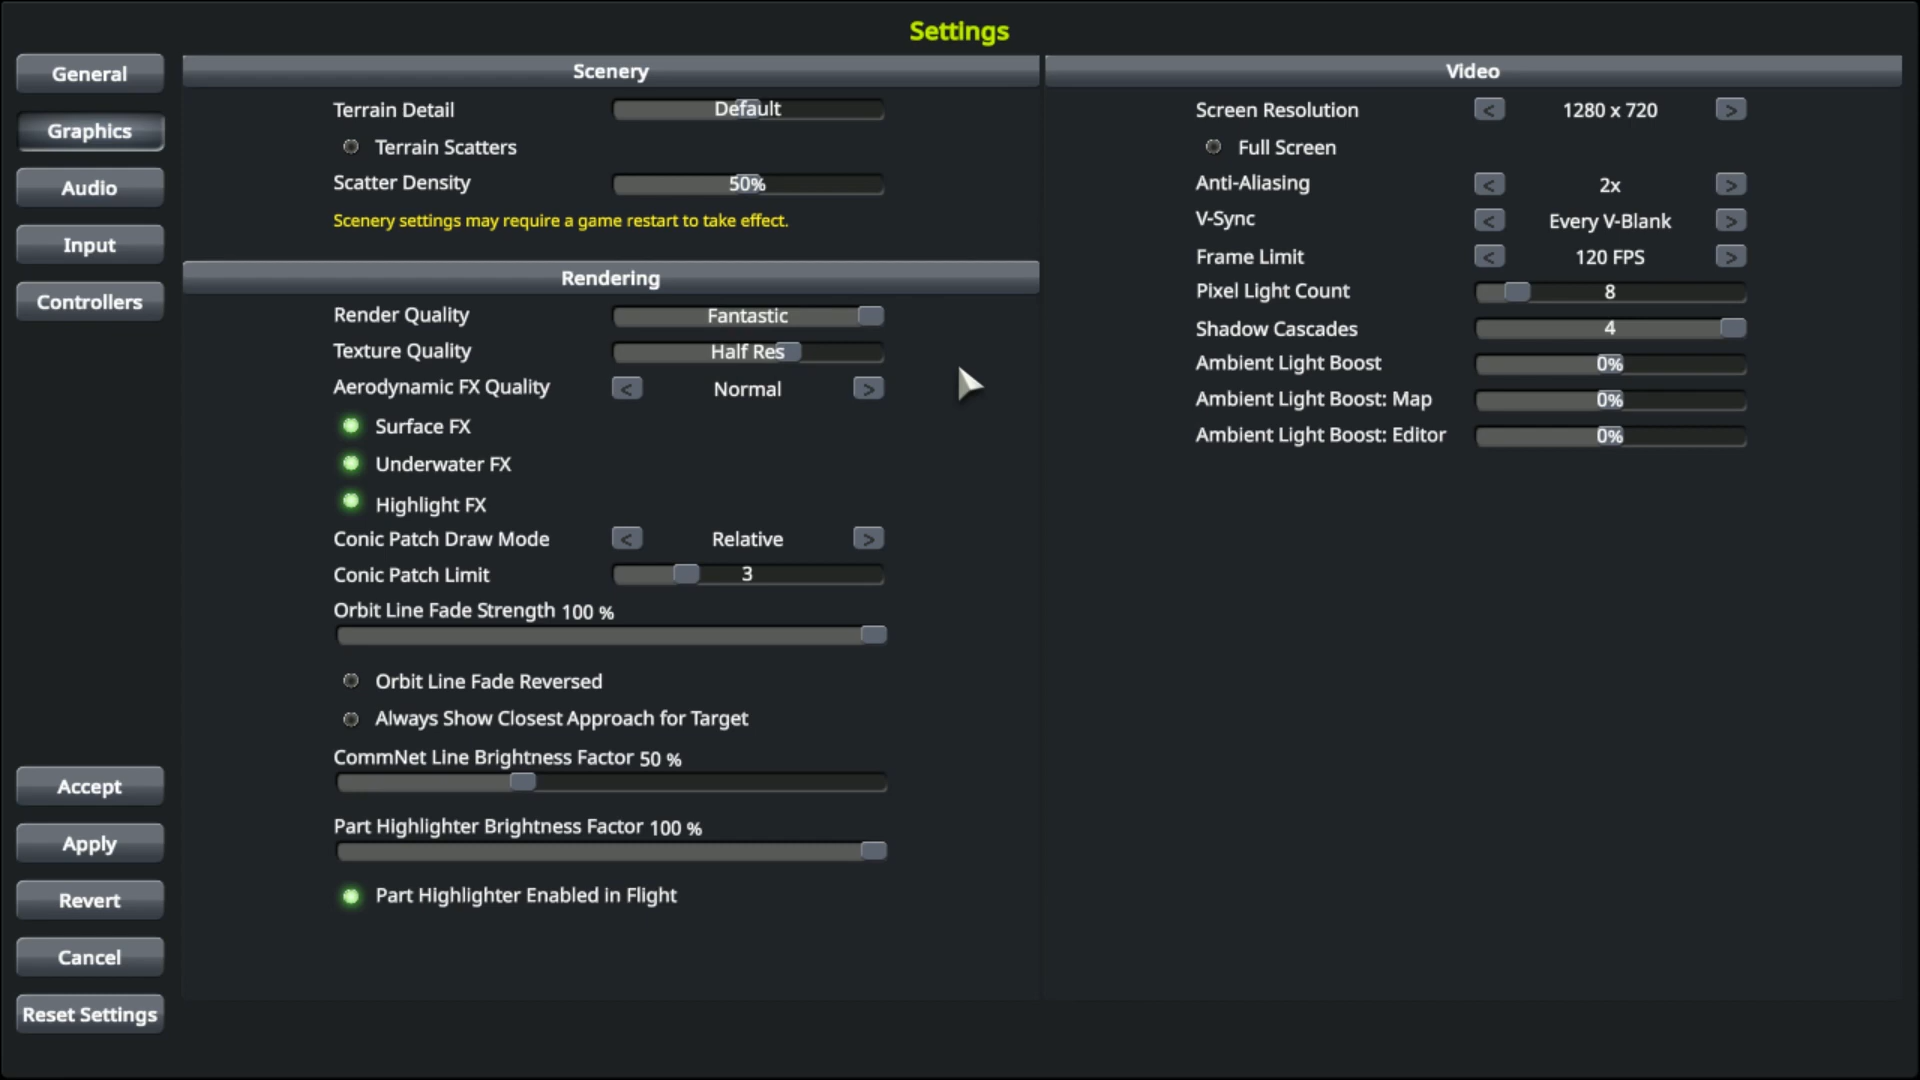 Settings
General
Graphics
Audio
Input
Controllers
Accept
Apply
Revert
Cancel
Reset Settings
Scenery
Terrain Detail Default
Terrain Scatters
Scatter Density 50%
Scenery settings may require a game restart to take effect.
Rendering
Render Quality Fantastic
Texture Quality Half Res
Aerodynamic FX Quality < Normal >
Surface FX
Underwater FX
Highlight FX
Conic Patch Draw Mode < Relative >
Conic Patch Limit 3
Orbit Line Fade Strength 100 %
Orbit Line Fade Reversed
Always Show Closest Approach for Target
CommNet Line Brightness Factor 50 %
Part Highlighter Brightness Factor 100 %
Part Highlighter Enabled in Flight
Video
Screen Resolution < 1280 x 720 >
Full Screen
Anti-Aliasing < 2x >
V-Sync < Every V-Blank >
Frame Limit < 120 FPS >
Pixel Light Count 8
Shadow Cascades 4
Ambient Light Boost 0%
Ambient Light Boost: Map 0%
Ambient Light Boost: Editor 0%